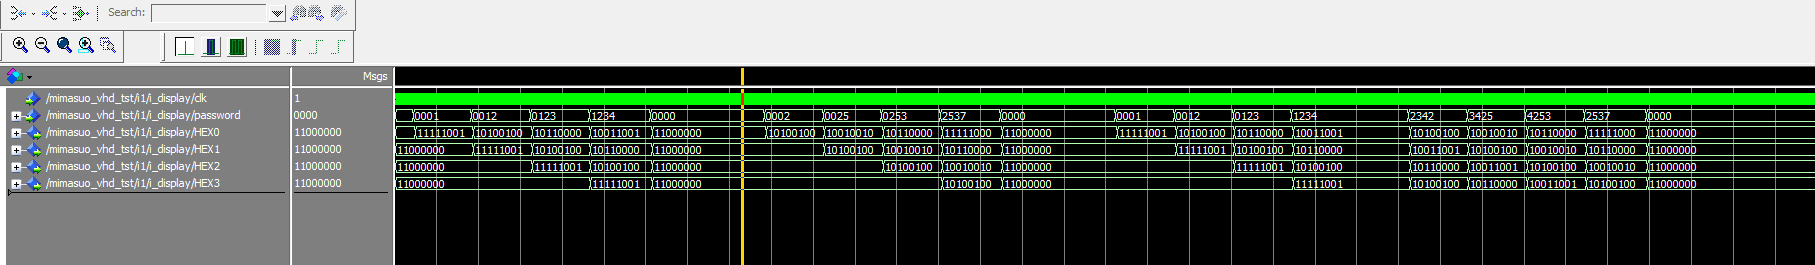 Search:
Msgs
/mimasuo_vhd_tst/i1/i_display/clk 1
/mimasuo_vhd_tst/i1/i_display/password 0000 0001 0012 0123 1234 0000 0002 0025 0253 2537 0000 0001 0012 0123 1234 2342 3425 4253 2537 0000
/mimasuo_vhd_tst/i1/i_display/HEX0 11000000 11111001 10100100 10110000 10011001 11000000 10100100 10010010 10110000 11111000 11000000 11111001 10100100 10110000 10011001 10100100 10010010 10110000 11111000 11000000
/mimasuo_vhd_tst/i1/i_display/HEX1 11000000 11000000 11111001 10100100 10110000 11000000 10100100 10010010 10110000 11000000 11111001 10100100 10110000 10011001 10100100 10010010 10110000 11000000
/mimasuo_vhd_tst/i1/i_display/HEX2 11000000 11000000 11111001 10100100 11000000 10100100 10010010 11000000 11111001 10100100 10110000 10011001 10100100 10010010 11000000
/mimasuo_vhd_tst/i1/i_display/HEX3 11000000 11000000 11111001 11000000 10100100 11000000 11111001 10100100 10110000 10011001 10100100 11000000